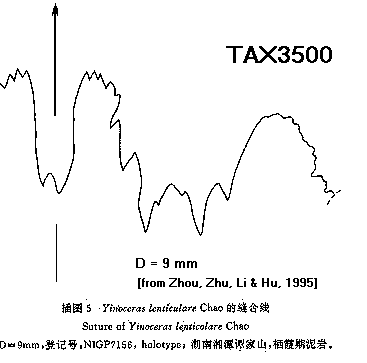 TAX3500
D = 9 mm
[from Zhou, Zhu, Li & Hu, 1995]
插图 5 Yinoceras lenticulare Chao 的缝合线
Suture of Yinoceras lenticolare Chao
D=9mm,登记号,NIGP7156, holotype; 湖南湘潭谭家山,栖霞期泥岩.